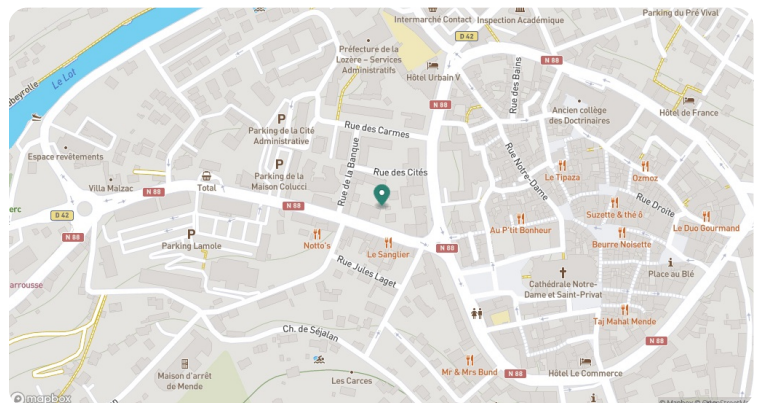 Intermarché Contact
Inspection Académique
Parking du Pré Vival
D 42
Préfecture de la
Lozère – Services
Administratifs
N 88
Hôtel Urbain V
Le Lot
Rue des Bains
Ancien collège
des Doctrinaires
Hôtel de France
N 88
Parking de la Cité
Administrative
Rue des Carmes
Rue Notre-Dame
Espace revêtements
Parking de la
Maison Colucci
Rue de la Banque
Rue des Cités
Le Tipaza
Ozmoz
Villa Malzac
Total
N 88
D 42
N 88
Rue Droite
Suzette & thé ô
Le Duo Gourmand
Au P'tit Bonheur
Beurre Noisette
N 88
Parking Lamole
Notto's
Le Sanglier
N 88
Rue Jules Laget
Place au Blé
Cathédrale Notre-
Dame et Saint-Privat
Taj Mahal Mende
Ch. de Séjalan
Maison d'arrêt
de Mende
Les Carces
Mr & Mrs Bund
N 88
Hôtel Le Commerce
mapbox